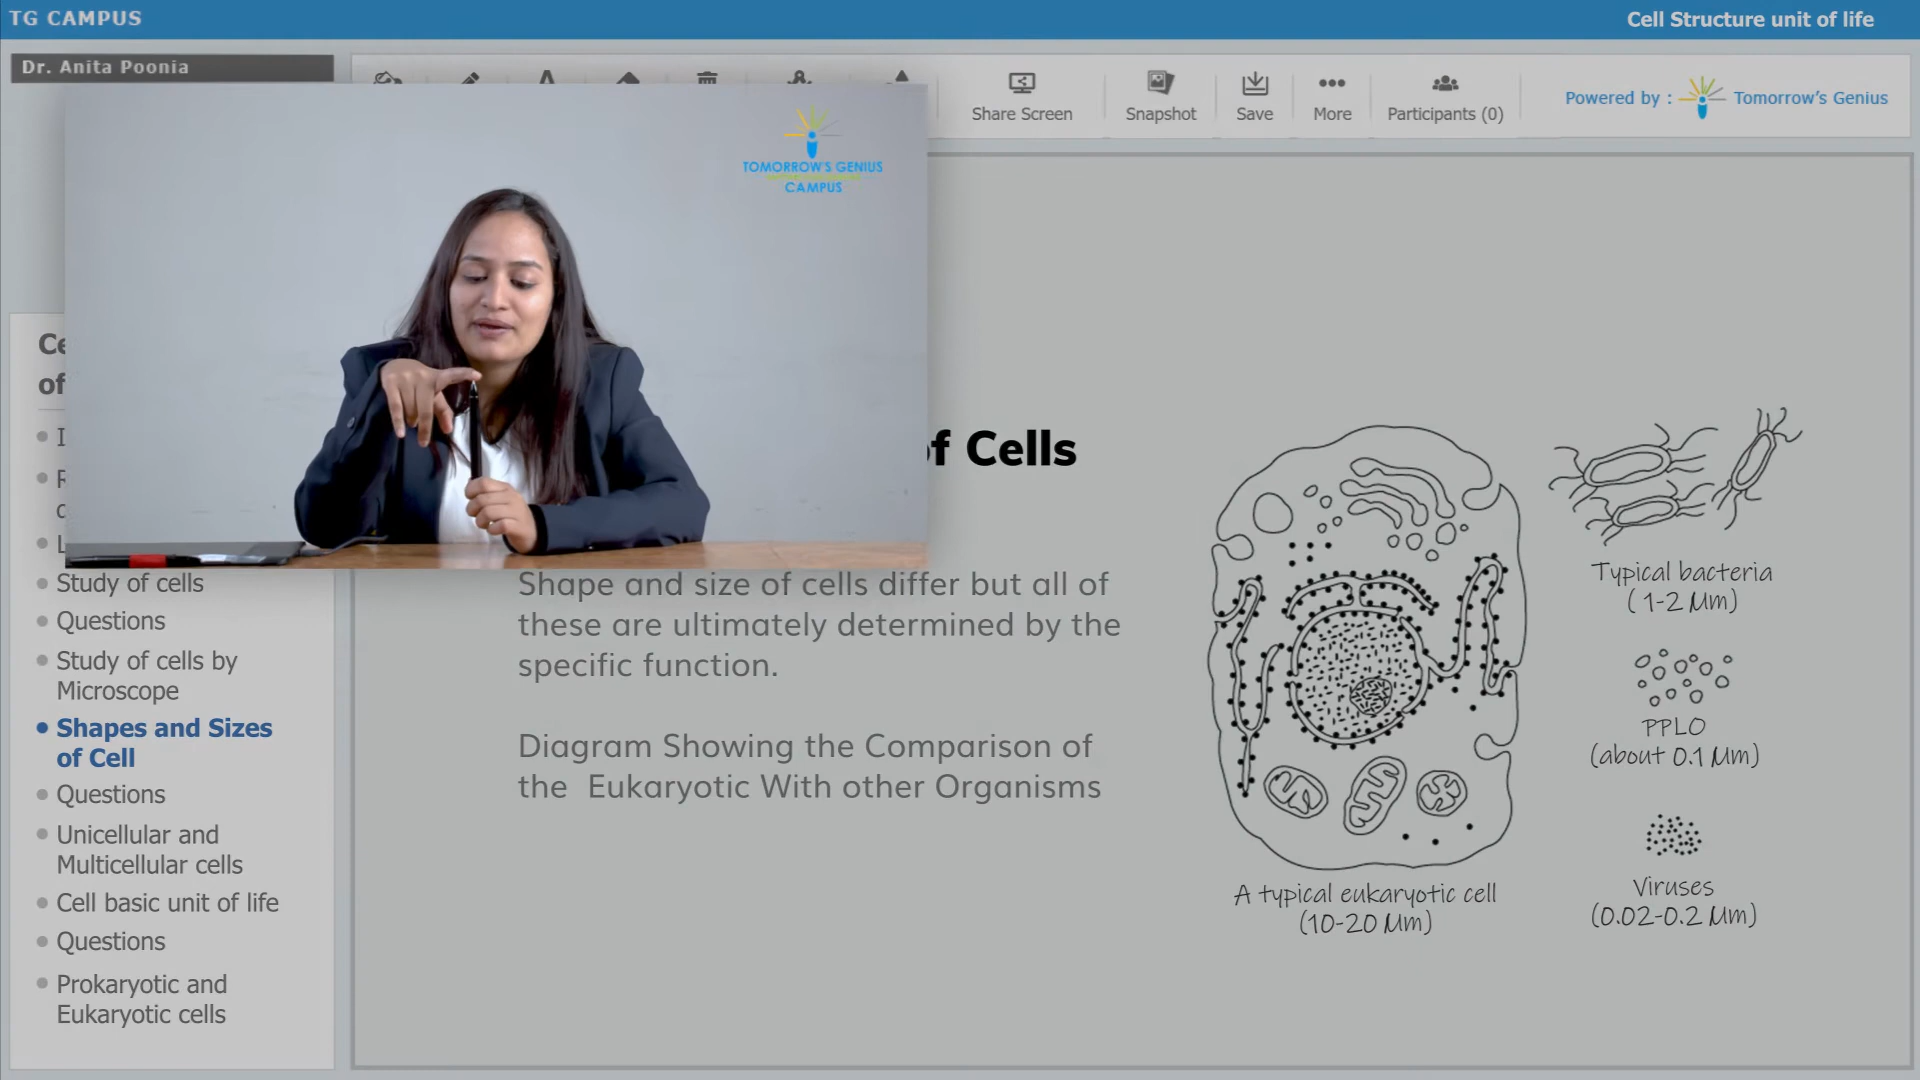 TG CAMPUS
Cell Structure unit of life
Dr. Anita Poonia
Share Screen
Snapshot
Save
More
Participants (0)
Powered by :
Tomorrow's Genius
TOMORROW'S GENIUS
CAMPUS
of
Study of cells
Questions
Study of cells by
Microscope
Shapes and Sizes
of Cell
Questions
Unicellular and
Multicellular cells
Cell basic unit of life
Questions
Prokaryotic and
Eukaryotic cells
of Cells
Shape and size of cells differ but all of
these are ultimately determined by the
specific function.
Diagram Showing the Comparison of
the Eukaryotic With other Organisms
A typical eukaryotic cell
(10-20 Mm)
Typical bacteria
(1-2 Mm)
PPLO
(about 0.1 Mm)
Viruses
(0.02-0.2 Mm)